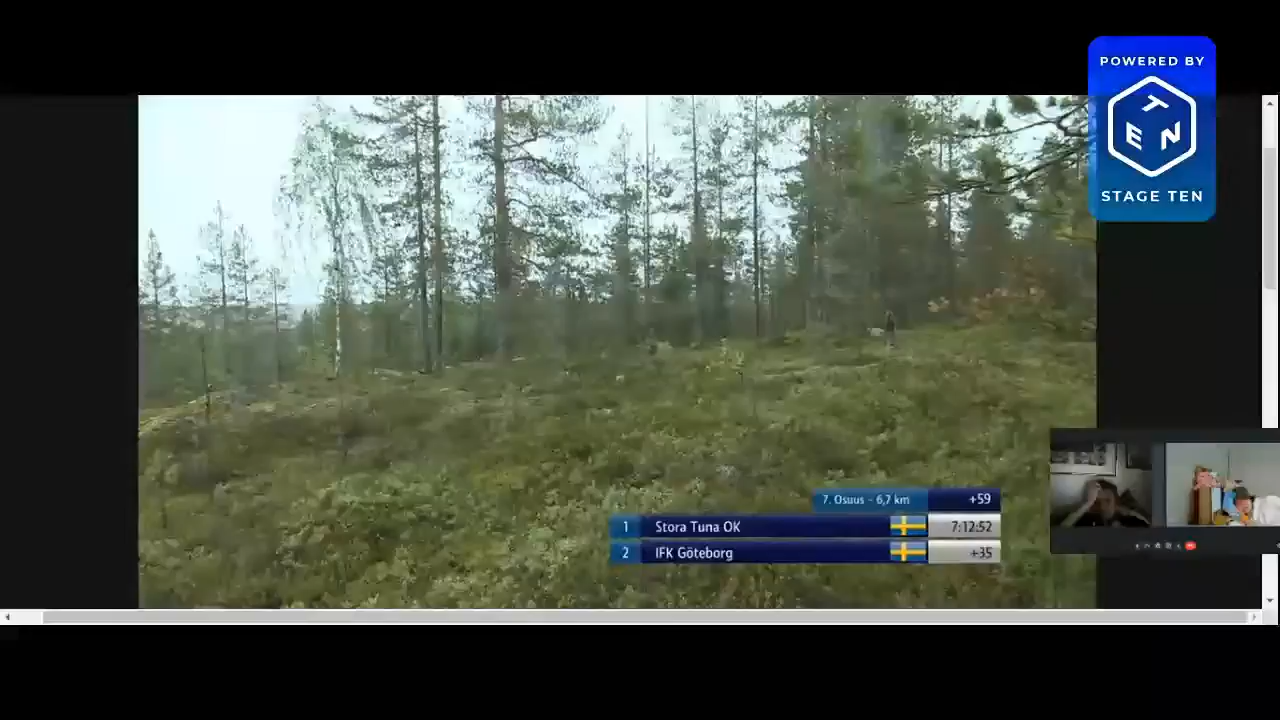 POWERED BY
TEN
STAGE TEN
7. Osuus - 6,7 km +59
1 Stora Tuna OK 7:12:52
2 IFK Göteborg +35